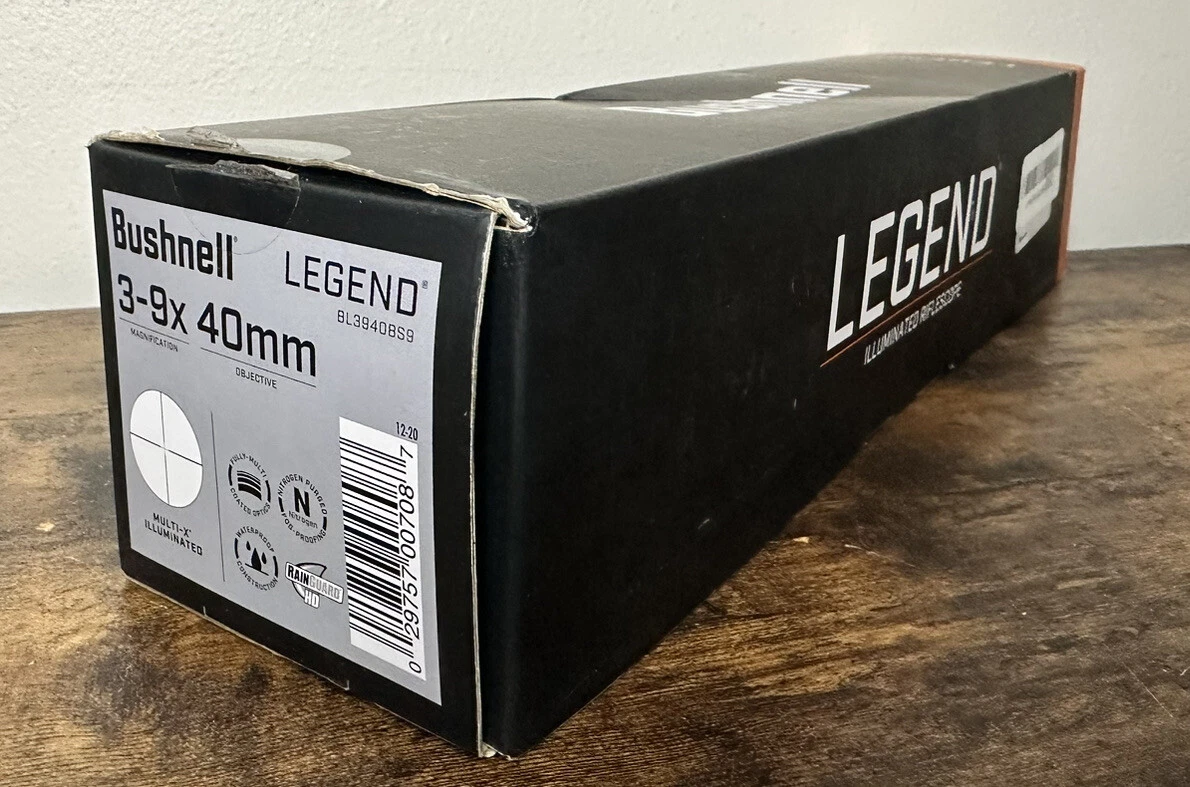 Bushnell®
LEGEND®
BL3940BS9
3-9x 40mm
MAGNIFICATION
OBJECTIVE
MULTI-X®
ILLUMINATED
FULLY-MULTI
COATED OPTICS
NITROGEN PURGED
N
Nitrogen
FOG-PROOFING
WATERPROOF
CONSTRUCTION
RAINGUARD
HD
12-20
0 29757 00708 7
Bushnell
LEGEND
ILLUMINATED RIFLESCOPE